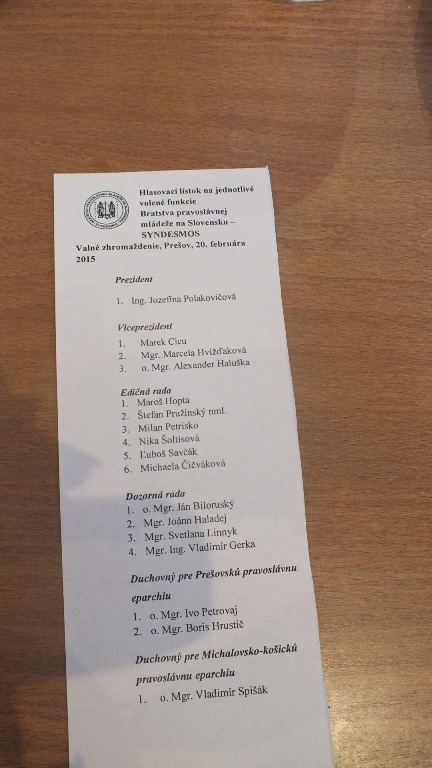 Hlasovací lístok na jednotlivé
volené funkcie
Bratstva pravoslávnej
mládeže na Slovensku –
SYNDESMOS
Valné zhromaždenie, Prešov, 20. februára
2015
Prezident
1. Ing. Jozefína Polakovičová
Viceprezident
1. Marek Cicu
2. Mgr. Marcela Hvižďaková
3. o. Mgr. Alexander Haluška
Edičná rada
1. Maroš Hopta
2. Štefan Pružinský nml.
3. Milan Petrisko
4. Nika Šoltisová
5. Ľuboš Savčák
6. Michaela Čičváková
Dozorná rada
1. o. Mgr. Ján Biloruský
2. Mgr. Joánn Haladej
3. Mgr. Svetlana Linnyk
4. Mgr. Ing. Vladimír Gerka
Duchovný pre Prešovskú pravoslávnu
eparchiu
1. o. Mgr. Ivo Petrovaj
2. o. Mgr. Boris Hrustič
Duchovný pre Michalovsko-košickú
pravoslávnu eparchiu
1. o. Mgr. Vladimír Spišák